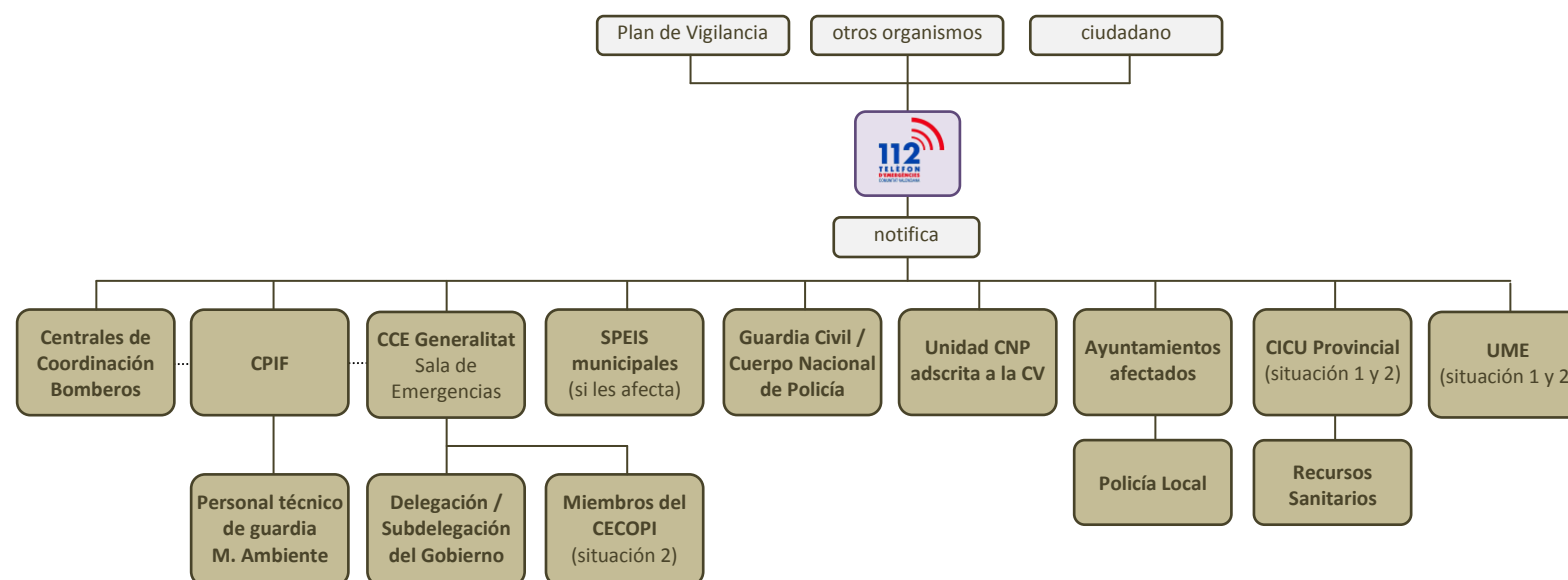 Plan de Vigilancia
otros organismos
ciudadano
112
TELEFON
D'EMERGÈNCIES
COMUNITAT VALENCIANA
notifica
Centrales de
Coordinación
Bomberos
CPIF
CCE Generalitat
Sala de
Emergencias
SPEIS
municipales
(si les afecta)
Guardia Civil /
Cuerpo Nacional
de Policía
Unidad CNP
adscrita a la CV
Ayuntamientos
afectados
CICU Provincial
(situación 1 y 2)
UME
(situación 1 y 2
Personal técnico
de guardia
M. Ambiente
Delegación /
Subdelegación
del Gobierno
Miembros del
CECOPI
(situación 2)
Policía Local
Recursos
Sanitarios